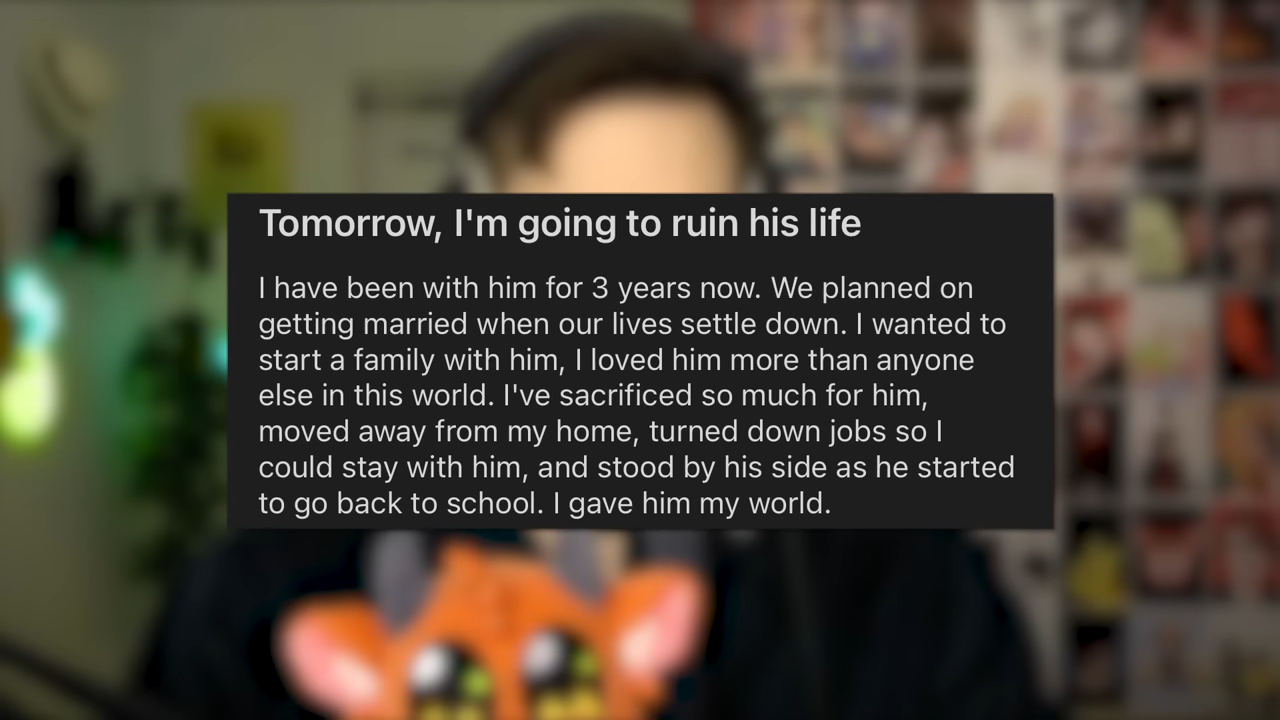 Tomorrow, I'm going to ruin his life
I have been with him for 3 years now. We planned on
getting married when our lives settle down. I wanted to
start a family with him, I loved him more than anyone
else in this world. I've sacrificed so much for him,
moved away from my home, turned down jobs so I
could stay with him, and stood by his side as he started
to go back to school. I gave him my world.